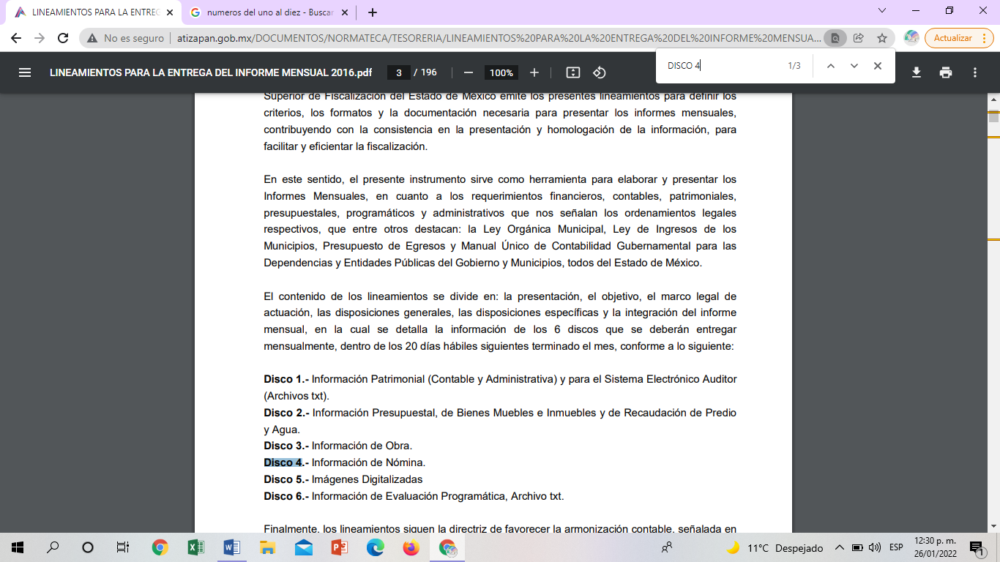 LINEAMIENTOS PARA LA ENTREG
numeros del uno al diez - Buscar
No es seguro
atizapan.gob.mx/DOCUMENTOS/NORMATECA/TESORERIA/LINEAMIENTOS%20PARA%20LA%20ENTREGA%20DEL%20INFORME%20MENSUA...
Actualizar
LINEAMIENTOS PARA LA ENTREGA DEL INFORME MENSUAL 2016.pdf
3 / 196
100%
DISCO 4
1/3
Superior de Fiscalización del Estado de México emite los presentes lineamientos para definir los
criterios, los formatos y la documentación necesaria para presentar los informes mensuales,
contribuyendo con la consistencia en la presentación y homologación de la información, para
facilitar y eficientar la fiscalización.
En este sentido, el presente instrumento sirve como herramienta para elaborar y presentar los
Informes Mensuales, en cuanto a los requerimientos financieros, contables, patrimoniales,
presupuestales, programáticos y administrativos que nos señalan los ordenamientos legales
respectivos, que entre otros destacan: la Ley Orgánica Municipal, Ley de Ingresos de los
Municipios, Presupuesto de Egresos y Manual Único de Contabilidad Gubernamental para las
Dependencias y Entidades Públicas del Gobierno y Municipios, todos del Estado de México.
El contenido de los lineamientos se divide en: la presentación, el objetivo, el marco legal de
actuación, las disposiciones generales, las disposiciones específicas y la integración del informe
mensual, en la cual se detalla la información de los 6 discos que se deberán entregar
mensualmente, dentro de los 20 días hábiles siguientes terminado el mes, conforme a lo siguiente:
Disco 1.- Información Patrimonial (Contable y Administrativa) y para el Sistema Electrónico Auditor
(Archivos txt).
Disco 2.- Información Presupuestal, de Bienes Muebles e Inmuebles y de Recaudación de Predio
y Agua.
Disco 3.- Información de Obra.
Disco 4.- Información de Nómina.
Disco 5.- Imágenes Digitalizadas
Disco 6.- Información de Evaluación Programática, Archivo txt.
Finalmente, los lineamientos siguen la directriz de favorecer la armonización contable, señalada en
11°C Despejado
ESP
12:30 p. m.
26/01/2022
1